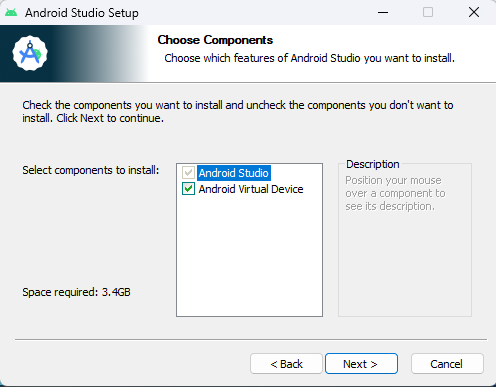 Android Studio Setup
Choose Components
Choose which features of Android Studio you want to install.
Check the components you want to install and uncheck the components you don't want to
install. Click Next to continue.
Select components to install:
Android Studio
Android Virtual Device
Description
Position your mouse
over a component to
see its description.
Space required: 3.4GB
< Back
Next >
Cancel